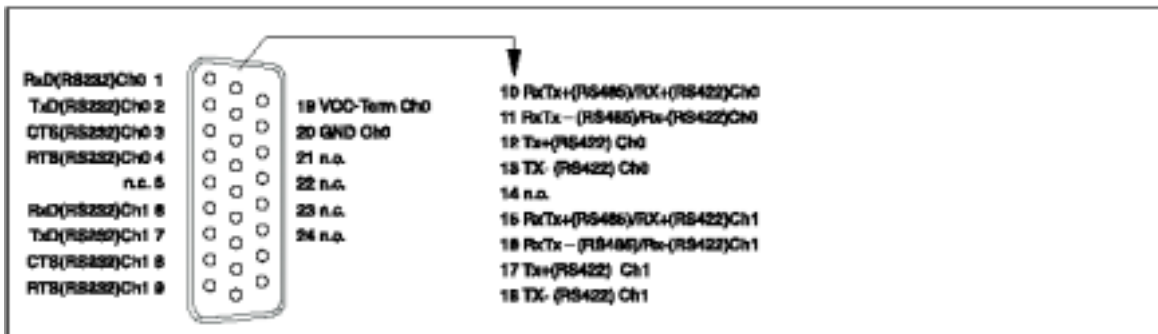 RxD(RS232)Ch0 1
TxD(RS232)Ch0 2
CTS(RS232)Ch0 3
RTS(RS232)Ch0 4
n.c. 5
RxD(RS232)Ch1 6
TxD(RS232)Ch1 7
CTS(RS232)Ch1 8
RTS(RS232)Ch1 9
19 VCC-Term Ch0
20 GND Ch0
21 n.c.
22 n.c.
23 n.c.
24 n.c.
10 RxTx+(RS485)/RX+(RS422)Ch0
11 RxTx – (RS485)/Rx-(RS422)Ch0
12 Tx+(RS422) Ch0
13 TX- (RS422) Ch0
14 n.c.
15 RxTx+(RS485)/RX+(RS422)Ch1
16 RxTx – (RS485)/Rx-(RS422)Ch1
17 Tx+(RS422) Ch1
18 TX- (RS422) Ch1